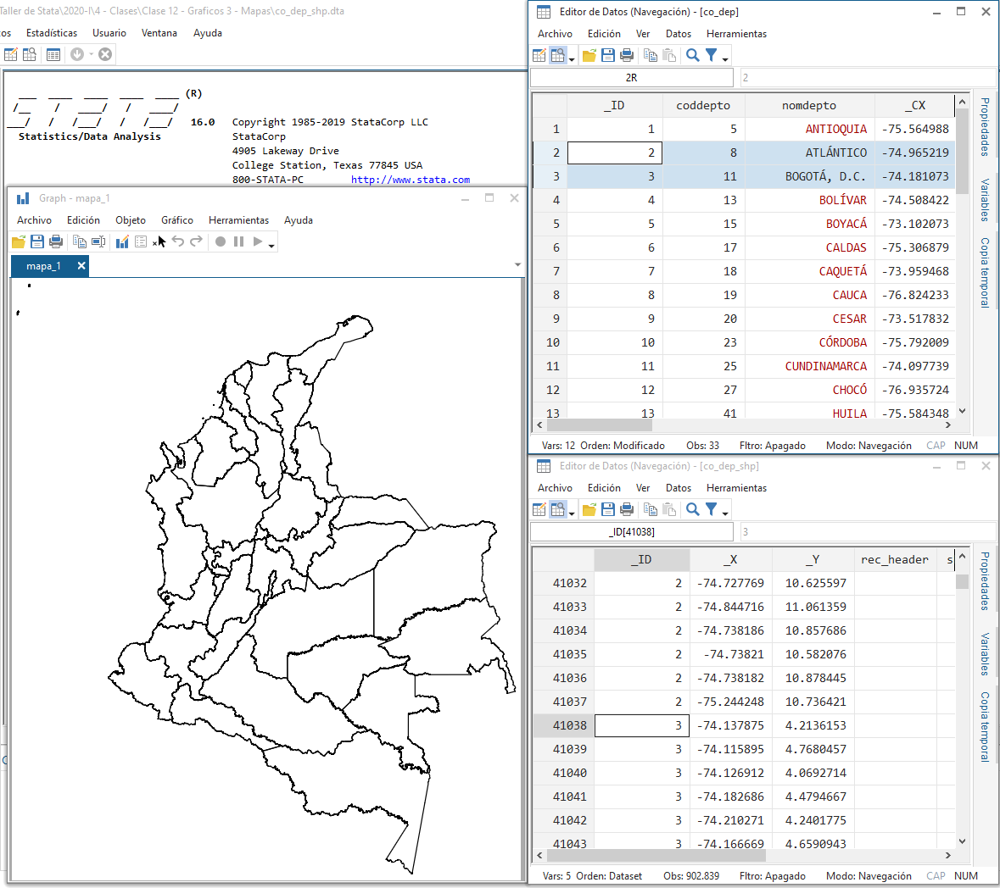 Taller de Stata\2020-I\4 - Clases\Clase 12 - Graficos 3 - Mapas\co_dep_shp.dta
os Estadísticas Usuario Ventana Ayuda
(R)
16.0 Copyright 1985-2019 StataCorp LLC
Statistics/Data Analysis StataCorp
4905 Lakeway Drive
College Station, Texas 77845 USA
800-STATA-PC http://www.stata.com
Graph - mapa_1
Archivo Edición Objeto Gráfico Herramientas Ayuda
mapa_1
Editor de Datos (Navegación) - [co_dep]
Archivo Edición Ver Datos Herramientas
2R 2
_ID coddepto nomdepto _CX
1 1 5 ANTIOQUIA -75.564988
2 2 8 ATLÁNTICO -74.965219
3 3 11 BOGOTÁ, D.C. -74.181073
4 4 13 BOLÍVAR -74.508422
5 5 15 BOYACÁ -73.102073
6 6 17 CALDAS -75.306879
7 7 18 CAQUETÁ -73.959468
8 8 19 CAUCA -76.824233
9 9 20 CESAR -73.517832
10 10 23 CÓRDOBA -75.792009
11 11 25 CUNDINAMARCA -74.097739
12 12 27 CHOCÓ -76.935724
13 13 41 HUILA -75.584348
Propiedades
Variables
Copia temporal
Vars: 12 Orden: Modificado Obs: 33 Fltro: Apagado Modo: Navegación CAP NUM
Editor de Datos (Navegación) - [co_dep_shp]
Archivo Edición Ver Datos Herramientas
_ID[41038] 3
_ID _X _Y rec_header s
41032 2 -74.727769 10.625597
41033 2 -74.844716 11.061359
41034 2 -74.738186 10.857686
41035 2 -74.73821 10.582076
41036 2 -74.738182 10.878445
41037 2 -75.244248 10.736421
41038 3 -74.137875 4.2136153
41039 3 -74.115895 4.7680457
41040 3 -74.126912 4.0692714
41041 3 -74.182686 4.4794667
41042 3 -74.210271 4.2401775
41043 3 -74.166669 4.6590943
Propiedades
Variables
Copia temporal
Vars: 5 Orden: Dataset Obs: 902.839 Fltro: Apagado Modo: Navegación CAP NUM